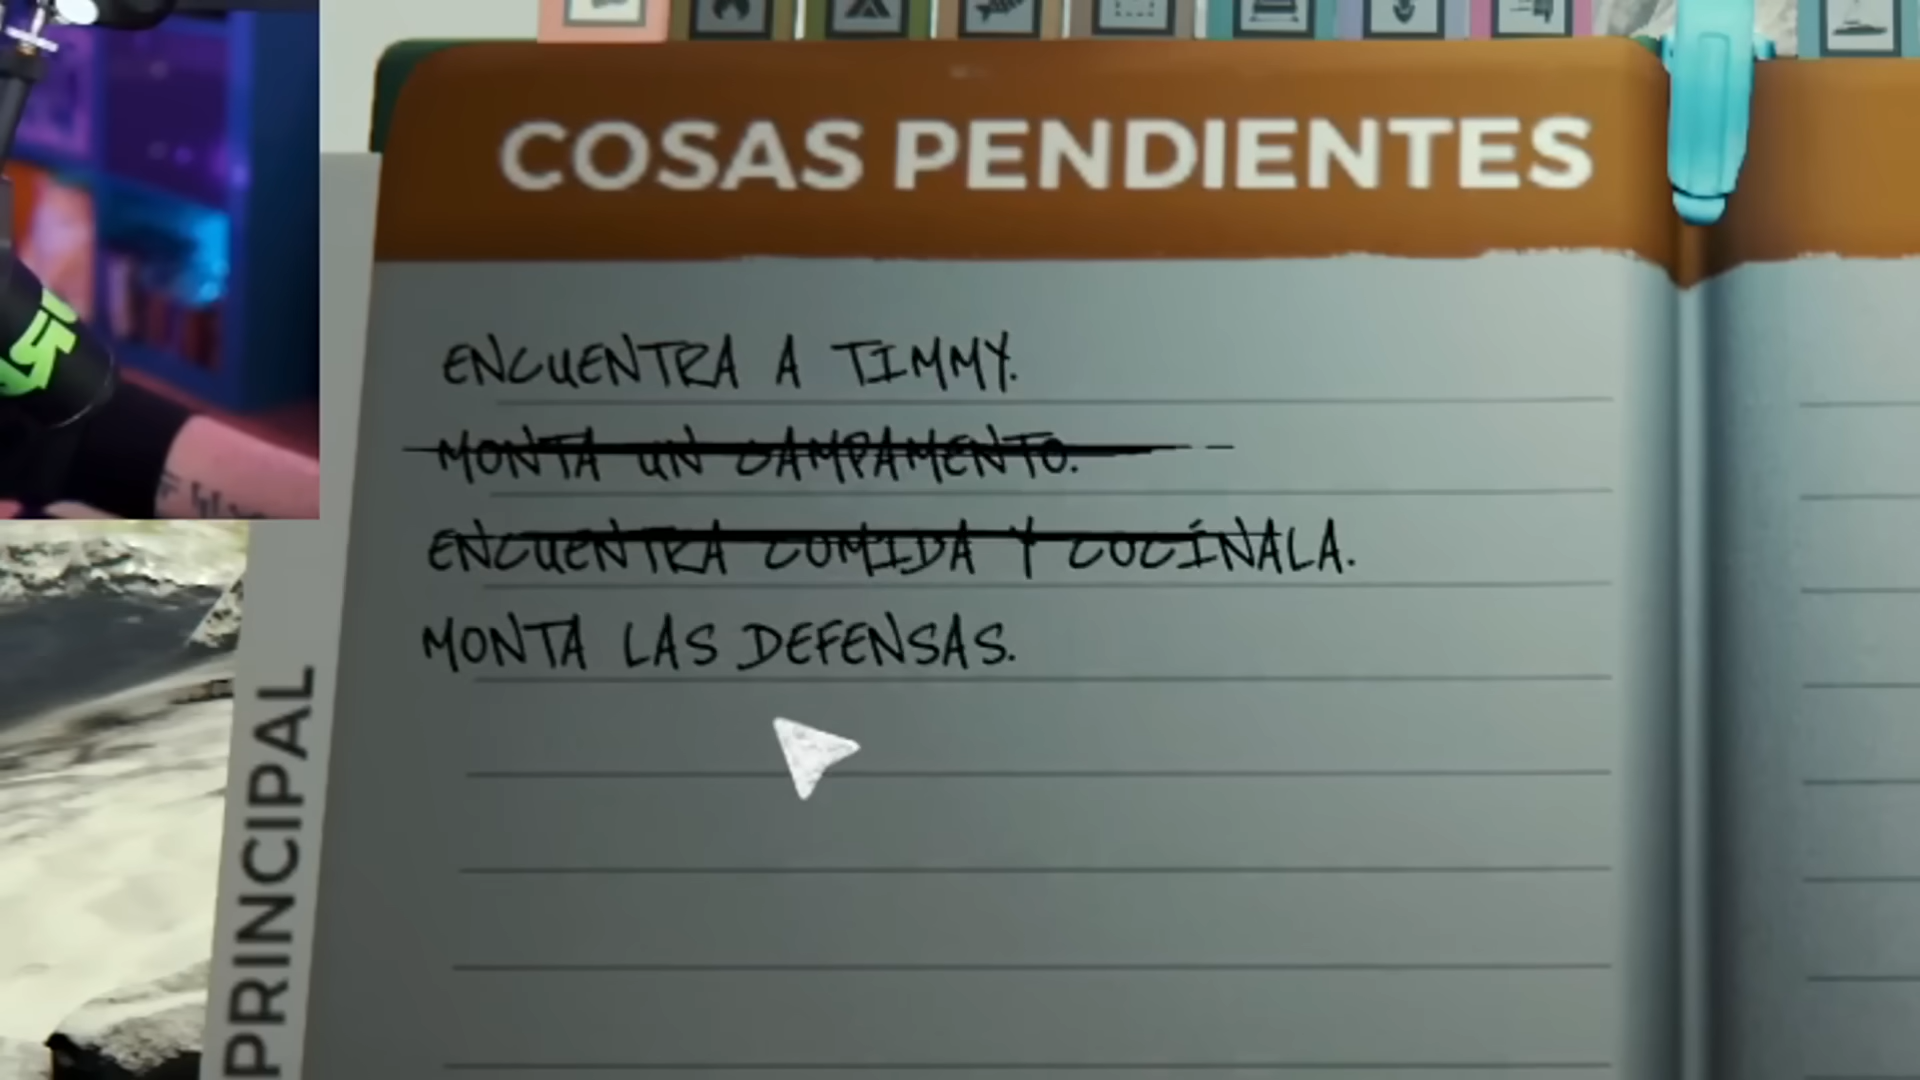 COSAS PENDIENTES
ENCUENTRA A TIMMY.
MONTA UN CAMPAMENTO.
ENCUENTRA COMIDA Y COCÍNALA.
MONTA LAS DEFENSAS.
PRINCIPAL